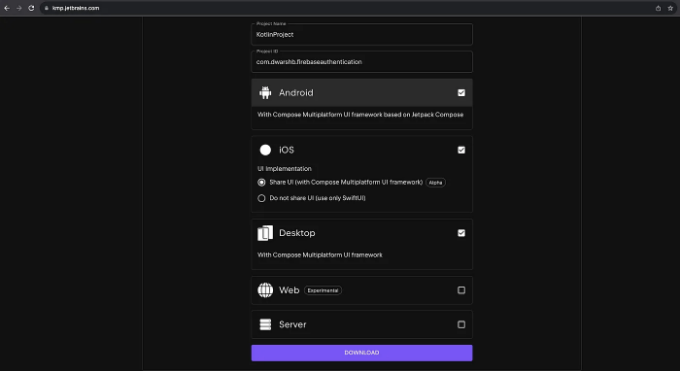 kmp.jetbrains.com
Project Name
KotlinProject
Project ID
com.dwarshb.firebaseauthentication
Android
With Compose Multiplatform UI framework based on Jetpack Compose
iOS
UI Implementation
Share UI (with Compose Multiplatform UI framework) Alpha
Do not share UI (use only SwiftUI)
Desktop
With Compose Multiplatform UI framework
Web Experimental
Server
DOWNLOAD